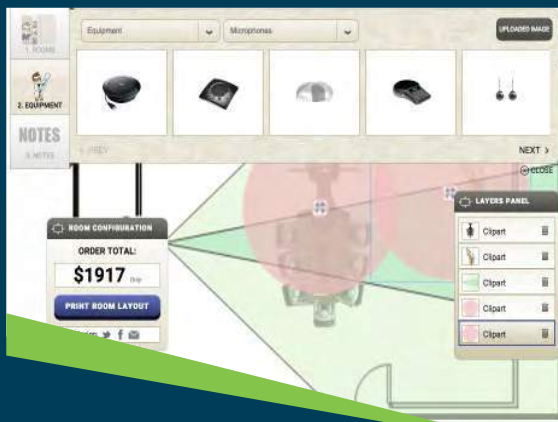 Equipment
Microphones
UPLOADED IMAGE
1. ROOMS
2. EQUIPMENT
NOTES
3. NOTES
< PREV
NEXT >
CLOSE
LAYERS PANEL
Clipart
Clipart
Clipart
Clipart
Clipart
ROOM CONFIGURATION
ORDER TOTAL:
$1917
PRINT ROOM LAYOUT